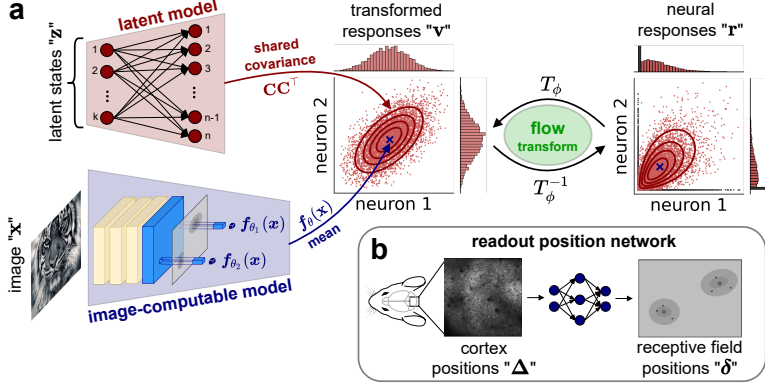 a
latent model
latent states "z"
1
2
...
k
1
2
3
...
n-1
n
shared
covariance
CC⊤
transformed
responses "v"
neuron 2
neuron 1
Tϕ
flow
transform
Tϕ⁻¹
neural
responses "r"
neuron 2
neuron 1
image "x"
fθ₁(x)
fθ₂(x)
image-computable model
fθ(x)
mean
b
readout position network
cortex
positions "Δ"
receptive field
positions "δ"